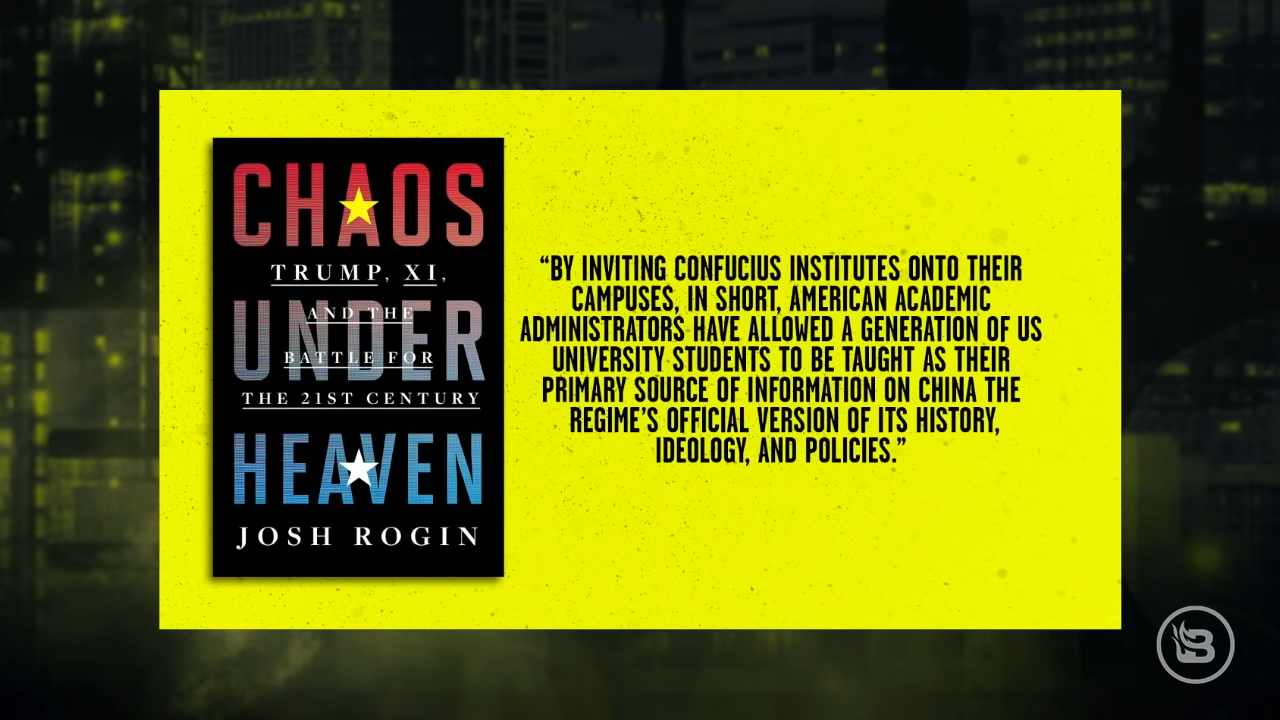 CHAOS
TRUMP, XI,
AND THE
UNDER
BATTLE FOR
THE 21ST CENTURY
HEAVEN
JOSH ROGIN
“BY INVITING CONFUCIUS INSTITUTES ONTO THEIR
CAMPUSES, IN SHORT, AMERICAN ACADEMIC
ADMINISTRATORS HAVE ALLOWED A GENERATION OF US
UNIVERSITY STUDENTS TO BE TAUGHT AS THEIR
PRIMARY SOURCE OF INFORMATION ON CHINA THE
REGIME’S OFFICIAL VERSION OF ITS HISTORY,
IDEOLOGY, AND POLICIES.”
B